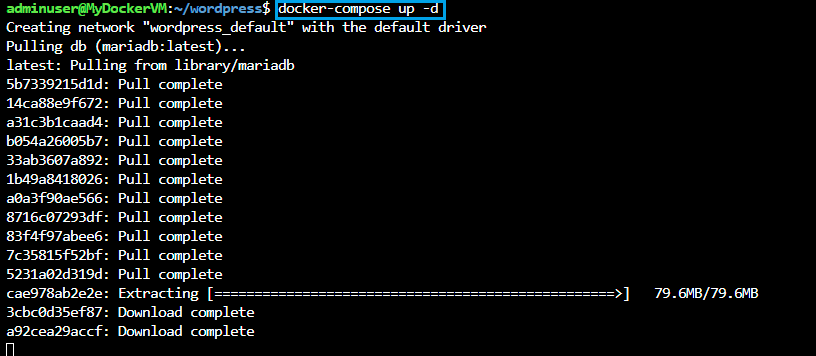 adminuser@MyDockerVM:~/wordpress$ docker-compose up -d
Creating network "wordpress_default" with the default driver
Pulling db (mariadb:latest)...
latest: Pulling from library/mariadb
5b7339215d1d: Pull complete
14ca88e9f672: Pull complete
a31c3b1caad4: Pull complete
b054a26005b7: Pull complete
33ab3607a892: Pull complete
1b49a8418026: Pull complete
a0a3f90ae566: Pull complete
8716c07293df: Pull complete
83f4f97abee6: Pull complete
7c35815f52bf: Pull complete
5231a02d319d: Pull complete
cae978ab2e2e: Extracting [==================================================>]   79.6MB/79.6MB
3cbc0d35ef87: Download complete
a92cea29accf: Download complete